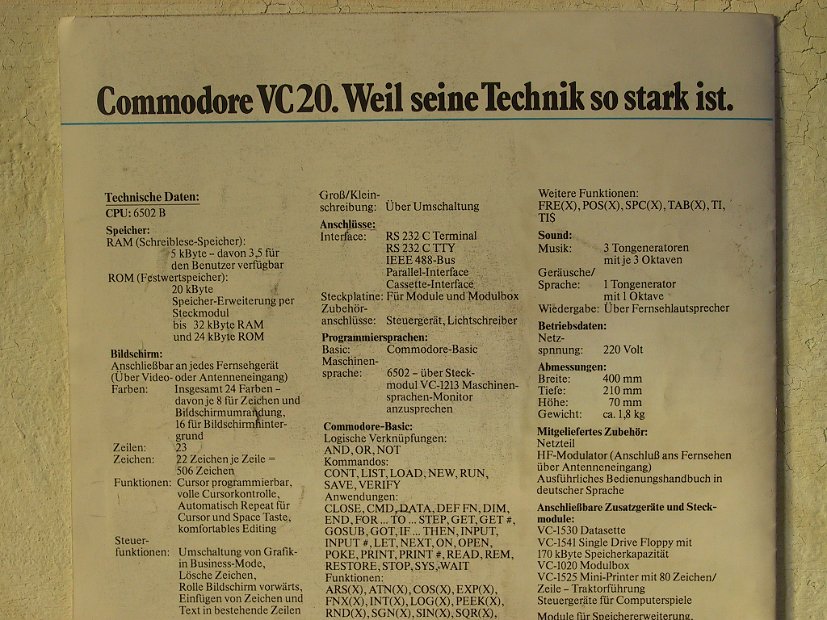 Commodore VC 20. Weil seine Technik so stark ist.
Technische Daten:
CPU: 6502 B
Speicher:
RAM (Schreiblese-Speicher):
5 kByte – davon 3,5 für
den Benutzer verfügbar
ROM (Festwertspeicher):
20 kByte
Speicher-Erweiterung per
Steckmodul
bis 32 kByte RAM
und 24 kByte ROM
Bildschirm:
Anschließbar an jedes Fernsehgerät
(Über Video- oder Antenneneingang)
Farben: Insgesamt 24 Farben –
davon je 8 für Zeichen und
Bildschirmumrandung,
16 für Bildschirmhinter-
grund
Zeilen: 23
Zeichen: 22 Zeichen je Zeile =
506 Zeichen
Funktionen: Cursor programmierbar,
volle Cursorkontrolle,
Automatisch Repeat für
Cursor und Space Taste,
komfortables Editing
Steuer-
funktionen: Umschaltung von Grafik-
in Business-Mode,
Lösche Zeichen,
Rolle Bildschirm vorwärts,
Einfügen von Zeichen und
Text in bestehende Zeilen
Groß/Klein-
schreibung: Über Umschaltung
Anschlüsse:
Interface: RS 232 C Terminal
RS 232 C TTY
IEEE 488-Bus
Parallel-Interface
Cassette-Interface
Steckplatine: Für Module und Modulbox
Zubehör-
anschlüsse: Steuergerät, Lichtschreiber
Programmiersprachen:
Basic: Commodore-Basic
Maschinen-
sprache: 6502 – über Steck-
modul VC-1213 Maschinen-
sprachen-Monitor
anzusprechen
Commodore-Basic:
Logische Verknüpfungen:
AND, OR, NOT
Kommandos:
CONT, LIST, LOAD, NEW, RUN,
SAVE, VERIFY
Anwendungen:
CLOSE, CMD, DATA, DEF FN, DIM,
END, FOR ... TO ... STEP, GET, GET #,
GOSUB, GOT, IF ... THEN, INPUT,
INPUT #, LET, NEXT, ON, OPEN,
POKE, PRINT, PRINT #, READ, REM,
RESTORE, STOP, SYS, WAIT
Funktionen:
ARS(X), ATN(X), COS(X), EXP(X),
FNX(X), INT(X), LOG(X), PEEK(X),
RND(X), SGN(X), SIN(X), SQR(X),
Weitere Funktionen:
FRE(X), POS(X), SPC(X), TAB(X), TI,
TIS
Sound:
Musik: 3 Tongeneratoren
mit je 3 Oktaven
Geräusche/
Sprache: 1 Tongenerator
mit 1 Oktave
Wiedergabe: Über Fernsehlautsprecher
Betriebsdaten:
Netz-
spnnung: 220 Volt
Abmessungen:
Breite: 400 mm
Tiefe: 210 mm
Höhe: 70 mm
Gewicht: ca. 1,8 kg
Mitgeliefertes Zubehör:
Netzteil
HF-Modulator (Anschluß ans Fernsehen
über Antenneneingang)
Ausführliches Bedienungshandbuch in
deutscher Sprache
Anschließbare Zusatzgeräte und Steck-
module:
VC-1530 Datasette
VC-1541 Single Drive Floppy mit
170 kByte Speicherkapazität
VC-1020 Modulbox
VC-1525 Mini-Printer mit 80 Zeichen/
Zeile – Traktorführung
Steuergeräte für Computerspiele
Module für Speichererweiterung,